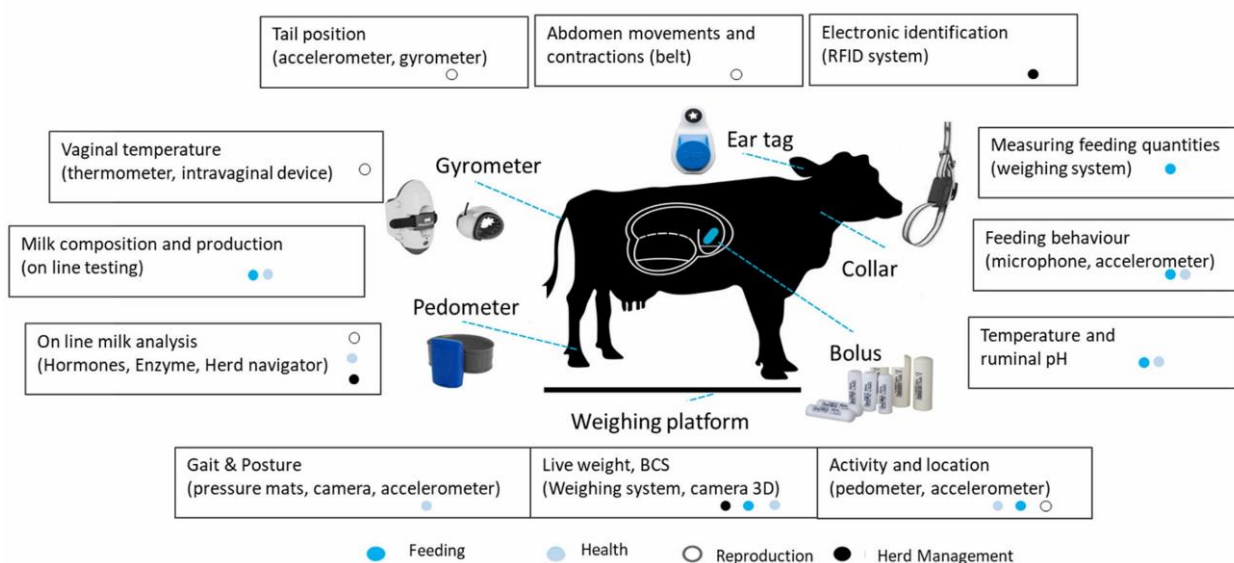 Tail position
(accelerometer, gyrometer)
Abdomen movements and
contractions (belt)
Electronic identification
(RFID system)
Vaginal temperature
(thermometer, intravaginal device)
Gyrometer
Ear tag
Measuring feeding quantities
(weighing system)
Milk composition and production
(on line testing)
Collar
Feeding behaviour
(microphone, accelerometer)
On line milk analysis
(Hormones, Enzyme, Herd navigator)
Pedometer
Bolus
Temperature and
ruminal pH
Weighing platform
Gait & Posture
(pressure mats, camera, accelerometer)
Live weight, BCS
(Weighing system, camera 3D)
Activity and location
(pedometer, accelerometer)
Feeding
Health
Reproduction
Herd Management